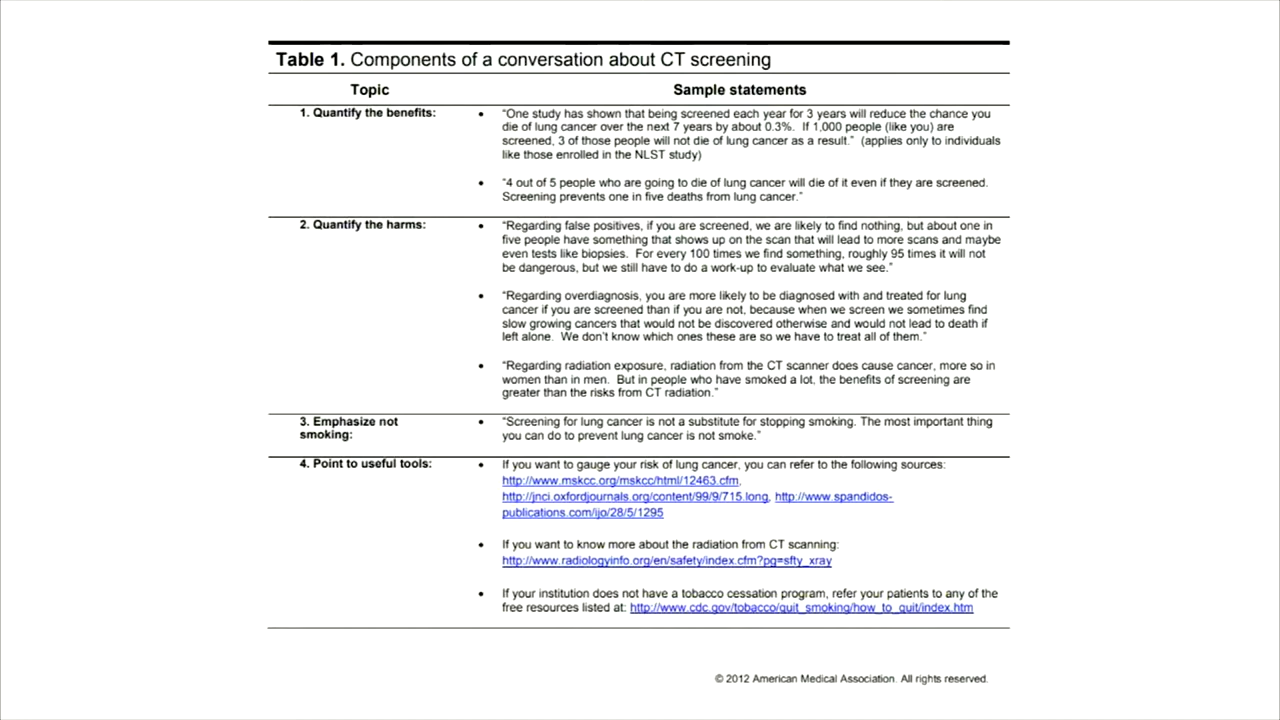 Table 1. Components of a conversation about CT screening
Topic
Sample statements
1. Quantify the benefits:
• "One study has shown that being screened each year for 3 years will reduce the chance you
die of lung cancer over the next 7 years by about 0.3%. If 1,000 people (like you) are
screened, 3 of those people will not die of lung cancer as a result." (applies only to individuals
like those enrolled in the NLST study)
• "4 out of 5 people who are going to die of lung cancer will die of it even if they are screened.
Screening prevents one in five deaths from lung cancer."
2. Quantify the harms:
• "Regarding false positives, if you are screened, we are likely to find nothing, but about one in
five people have something that shows up on the scan that will lead to more scans and maybe
even tests like biopsies. For every 100 times we find something, roughly 95 times it will not
be dangerous, but we still have to do a work-up to evaluate what we see."
• "Regarding overdiagnosis, you are more likely to be diagnosed with and treated for lung
cancer if you are screened than if you are not, because when we screen we sometimes find
slow growing cancers that would not be discovered otherwise and would not lead to death if
left alone. We don't know which ones these are so we have to treat all of them."
• "Regarding radiation exposure, radiation from the CT scanner does cause cancer, more so in
women than in men. But in people who have smoked a lot, the benefits of screening are
greater than the risks from CT radiation."
3. Emphasize not
smoking:
• "Screening for lung cancer is not a substitute for stopping smoking. The most important thing
you can do to prevent lung cancer is not smoke."
4. Point to useful tools:
• If you want to gauge your risk of lung cancer, you can refer to the following sources:
http://www.mskcc.org/mskcc/html/12463.cfm,
http://jnci.oxfordjournals.org/content/99/9/715.long, http://www.spandidos-
publications.com/ijo/28/5/1295
• If you want to know more about the radiation from CT scanning:
http://www.radiologyinfo.org/en/safety/index.cfm?pg=sfty_xray
• If your institution does not have a tobacco cessation program, refer your patients to any of the
free resources listed at: http://www.cdc.gov/tobacco/quit_smoking/how_to_quit/index.htm
© 2012 American Medical Association. All rights reserved.